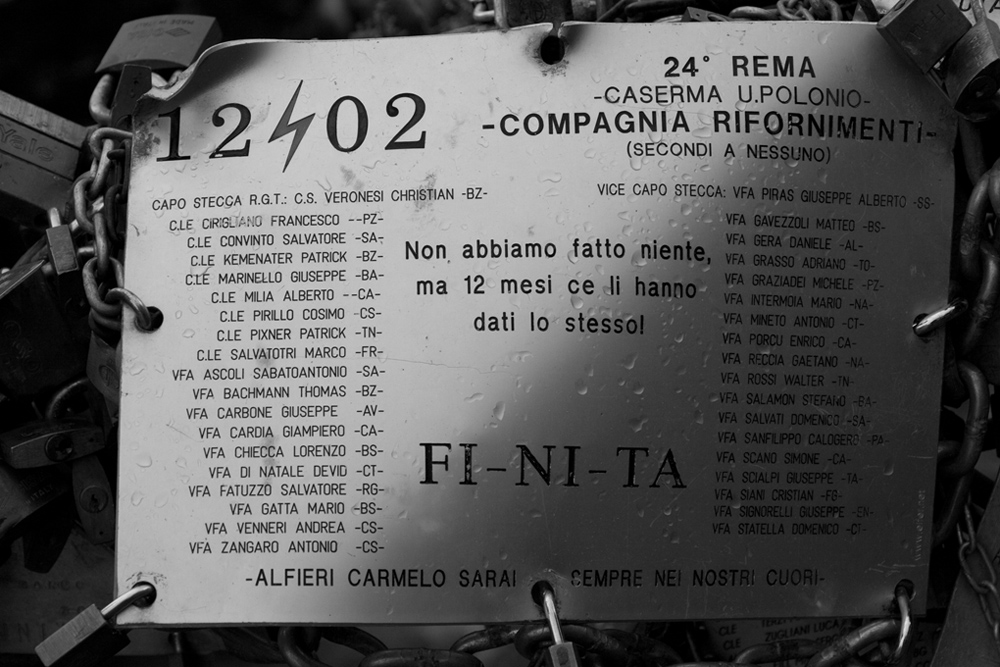 12 02
24° REMA
-CASERMA U.POLONIO-
-COMPAGNIA RIFORNIMENTI-
(SECONDI A NESSUNO)
CAPO STECCA R.G.T.: C.S. VERONESI CHRISTIAN -BZ-
VICE CAPO STECCA: VFA PIRAS GIUSEPPE ALBERTO -SS-
C.LE CIRIGLIANO FRANCESCO --PZ-
C.LE CONVINTO SALVATORE -SA-
C.LE KEMENATER PATRICK -BZ-
C.LE MARINELLO GIUSEPPE -BA-
C.LE MILIA ALBERTO --CA-
C.LE PIRILLO COSIMO -CS-
C.LE PIXNER PATRICK -TN-
C.LE SALVATORI MARCO -FR-
VFA ASCOLI SABATOANTONIO -SA-
VFA BACHMANN THOMAS -BZ-
VFA CARBONE GIUSEPPE -AV-
VFA CARDIA GIAMPIERO -CA-
VFA CHIECCA LORENZO -BS-
VFA DI NATALE DEVID -CT-
VFA FATUZZO SALVATORE -RG-
VFA GATTA MARIO -BS-
VFA VENNERI ANDREA -CS-
VFA ZANGARO ANTONIO -CS-
Non abbiamo fatto niente,
ma 12 mesi ce li hanno
dati lo stesso!
FI-NI-TA
VFA GAVEZZOLI MATTEO -BS-
VFA GERA DANIELE -AL-
VFA GRASSO ADRIANO -TO-
VFA GRAZIADEI MICHELE -PZ-
VFA INTERMOIA MARIO -NA-
VFA MINETO ANTONIO -CT-
VFA PORCU ENRICO -CA-
VFA RECCIA GAETANO -NA-
VFA ROSSI WALTER -TN-
VFA SALAMON STEFANO -BA-
VFA SALVATI DOMENICO -SA-
VFA SANFILIPPO CALOGERO -PA-
VFA SCANO SIMONE -CA-
VFA SCIALPI GIUSEPPE -TA-
VFA SIANI CRISTIAN -FG-
VFA SIGNORELLI GIUSEPPE -EN-
VFA STATELLA DOMENICO -CT-
-ALFIERI CARMELO SARAI SEMPRE NEI NOSTRI CUORI-
Yale
CLE
ZUGLIANI LUCA